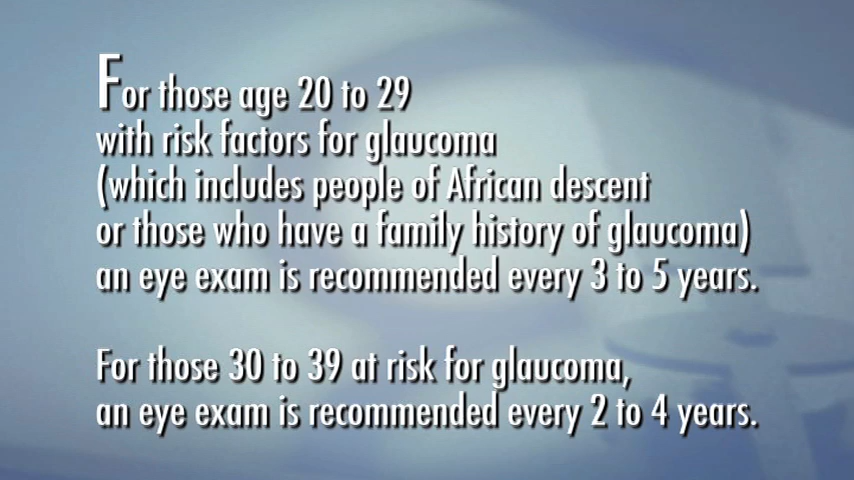 For those age 20 to 29
with risk factors for glaucoma
(which includes people of African descent
or those who have a family history of glaucoma)
an eye exam is recommended every 3 to 5 years.
For those 30 to 39 at risk for glaucoma,
an eye exam is recommended every 2 to 4 years.